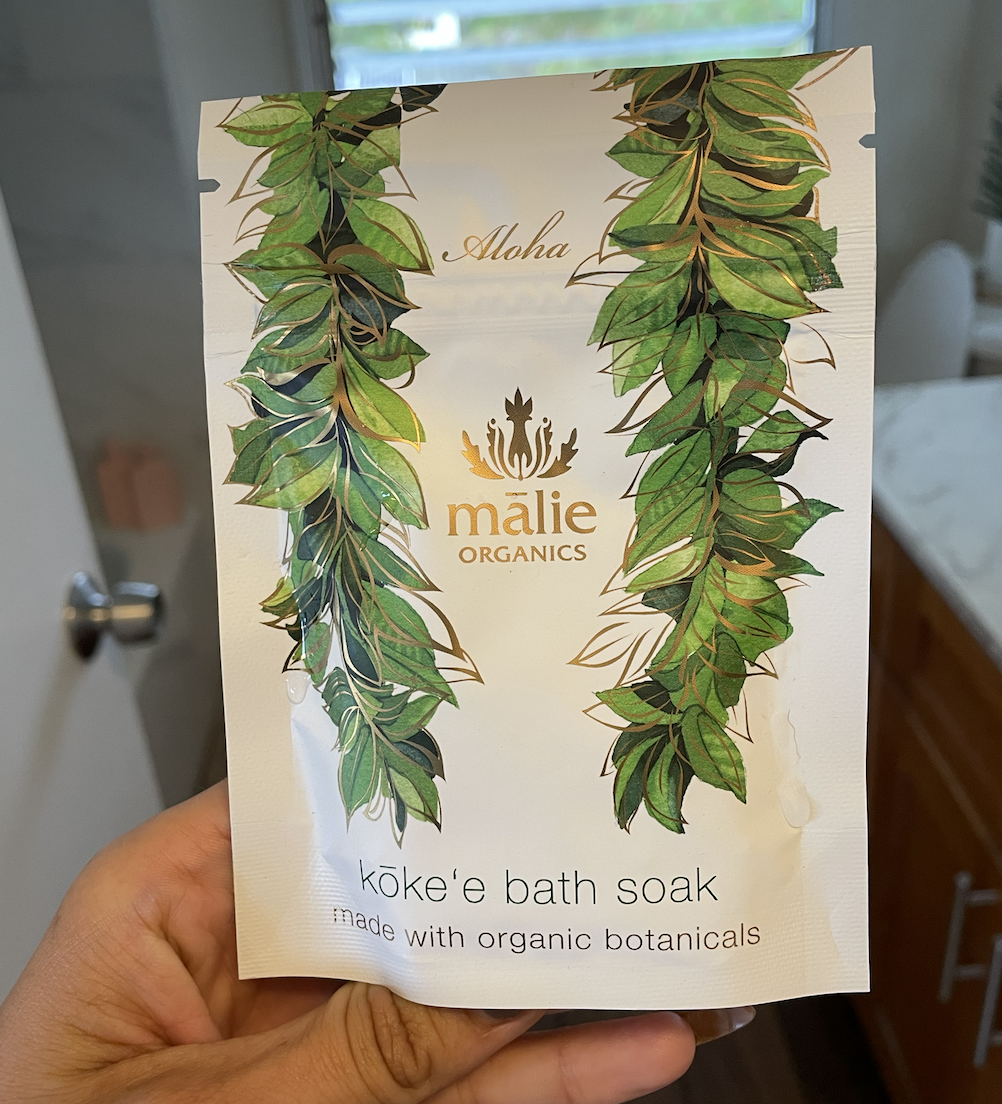 Aloha
mālie
ORGANICS
kōkeʻe bath soak
made with organic botanicals